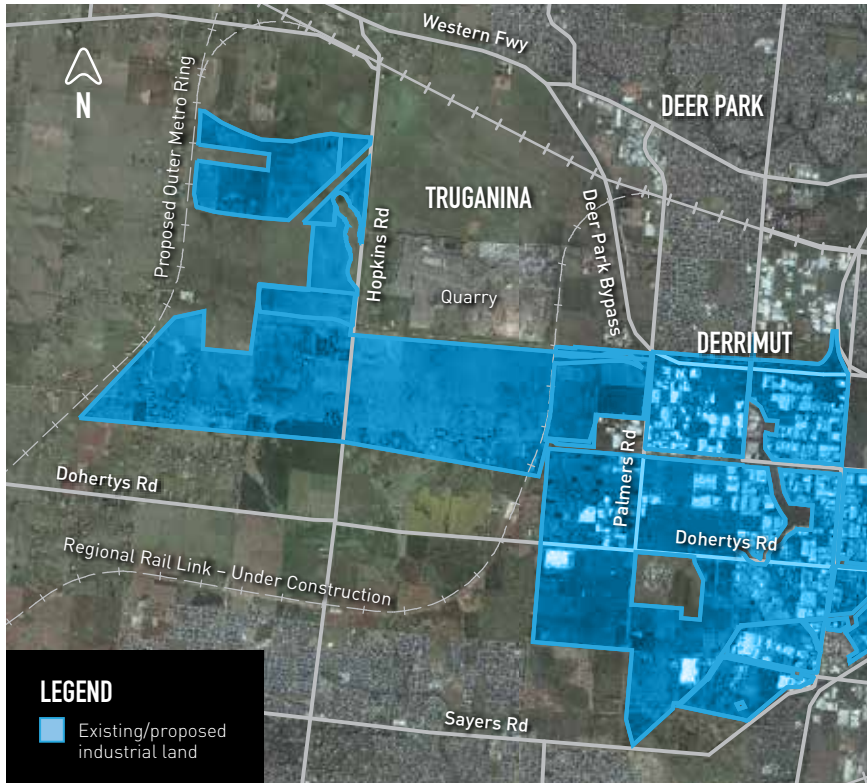 Western Fwy
N
Proposed Outer Metro Ring
DEER PARK
TRUGANINA
Hopkins Rd
Deer Park Bypass
Quarry
DERRIMUT
Palmers Rd
Dohertys Rd
Dohertys Rd
Regional Rail Link – Under Construction
LEGEND
Existing/proposed
industrial land
Sayers Rd